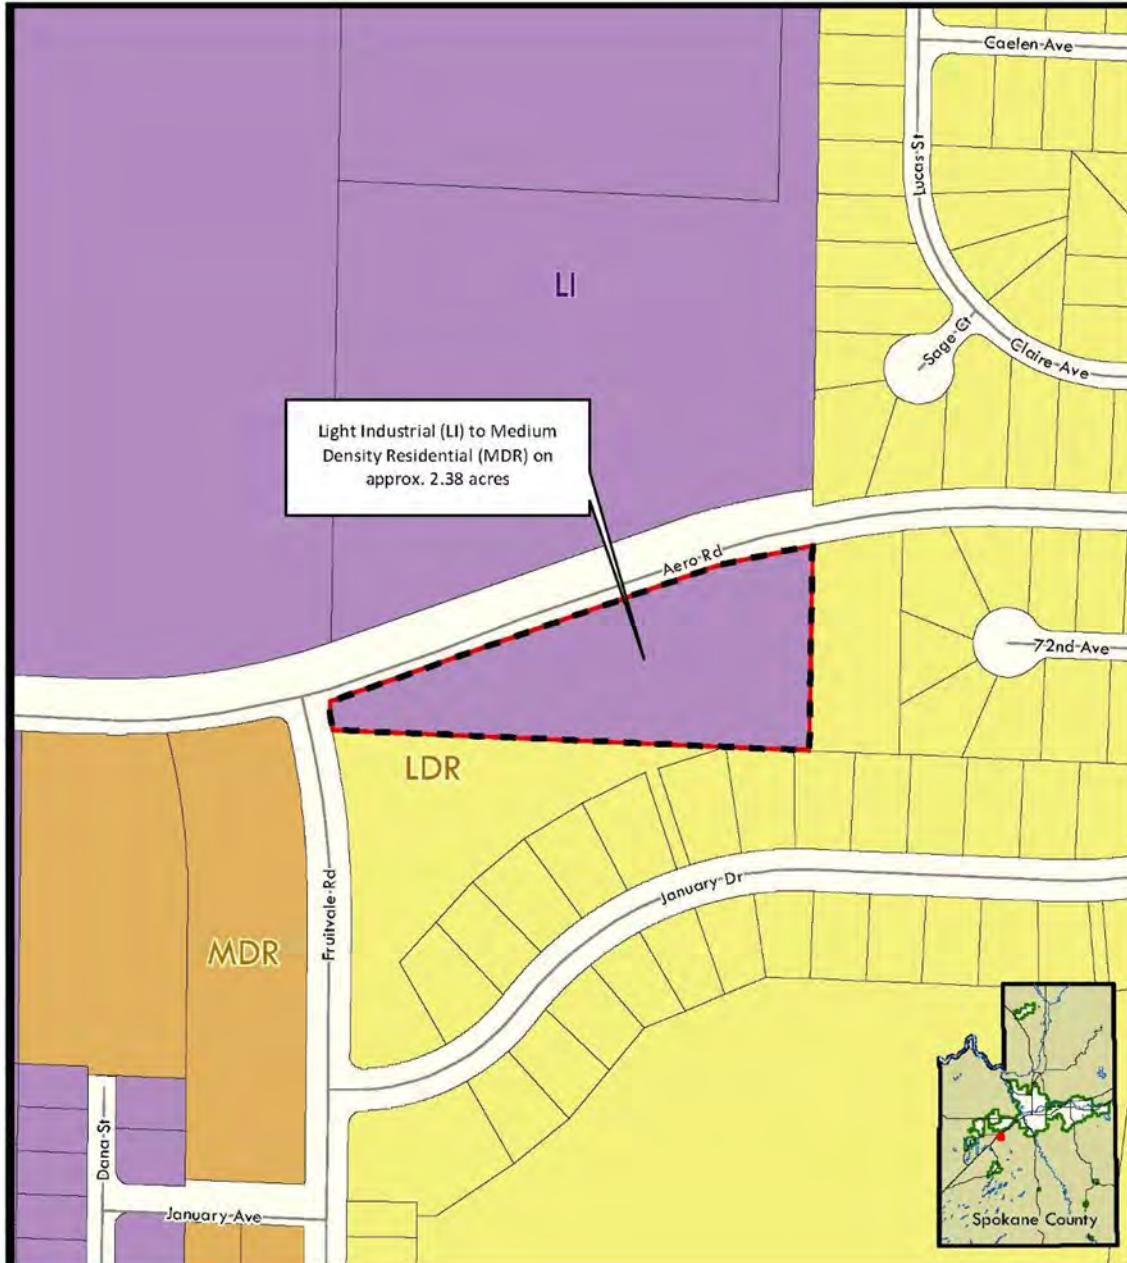 Caelen Ave
Lucas St
LI
Sage Ct
Claire Ave
Light Industrial (LI) to Medium
Density Residential (MDR) on
approx. 2.38 acres
Aero Rd
72nd Ave
LDR
January Dr
Fruitvale Rd
MDR
Dana St
January Ave
Spokane County